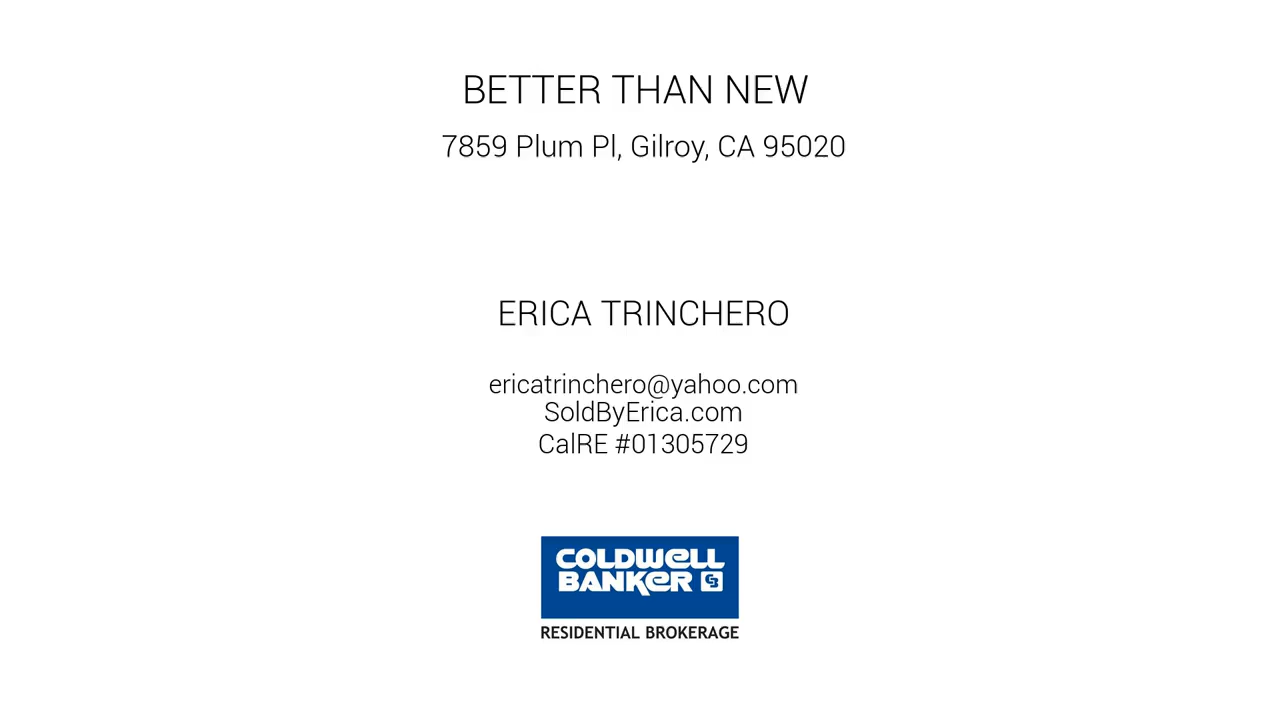 BETTER THAN NEW
7859 Plum Pl, Gilroy, CA 95020
ERICA TRINCHERO
ericatrinchero@yahoo.com
SoldByErica.com
CalRE #01305729
COLDWELL
BANKER CB
RESIDENTIAL BROKERAGE